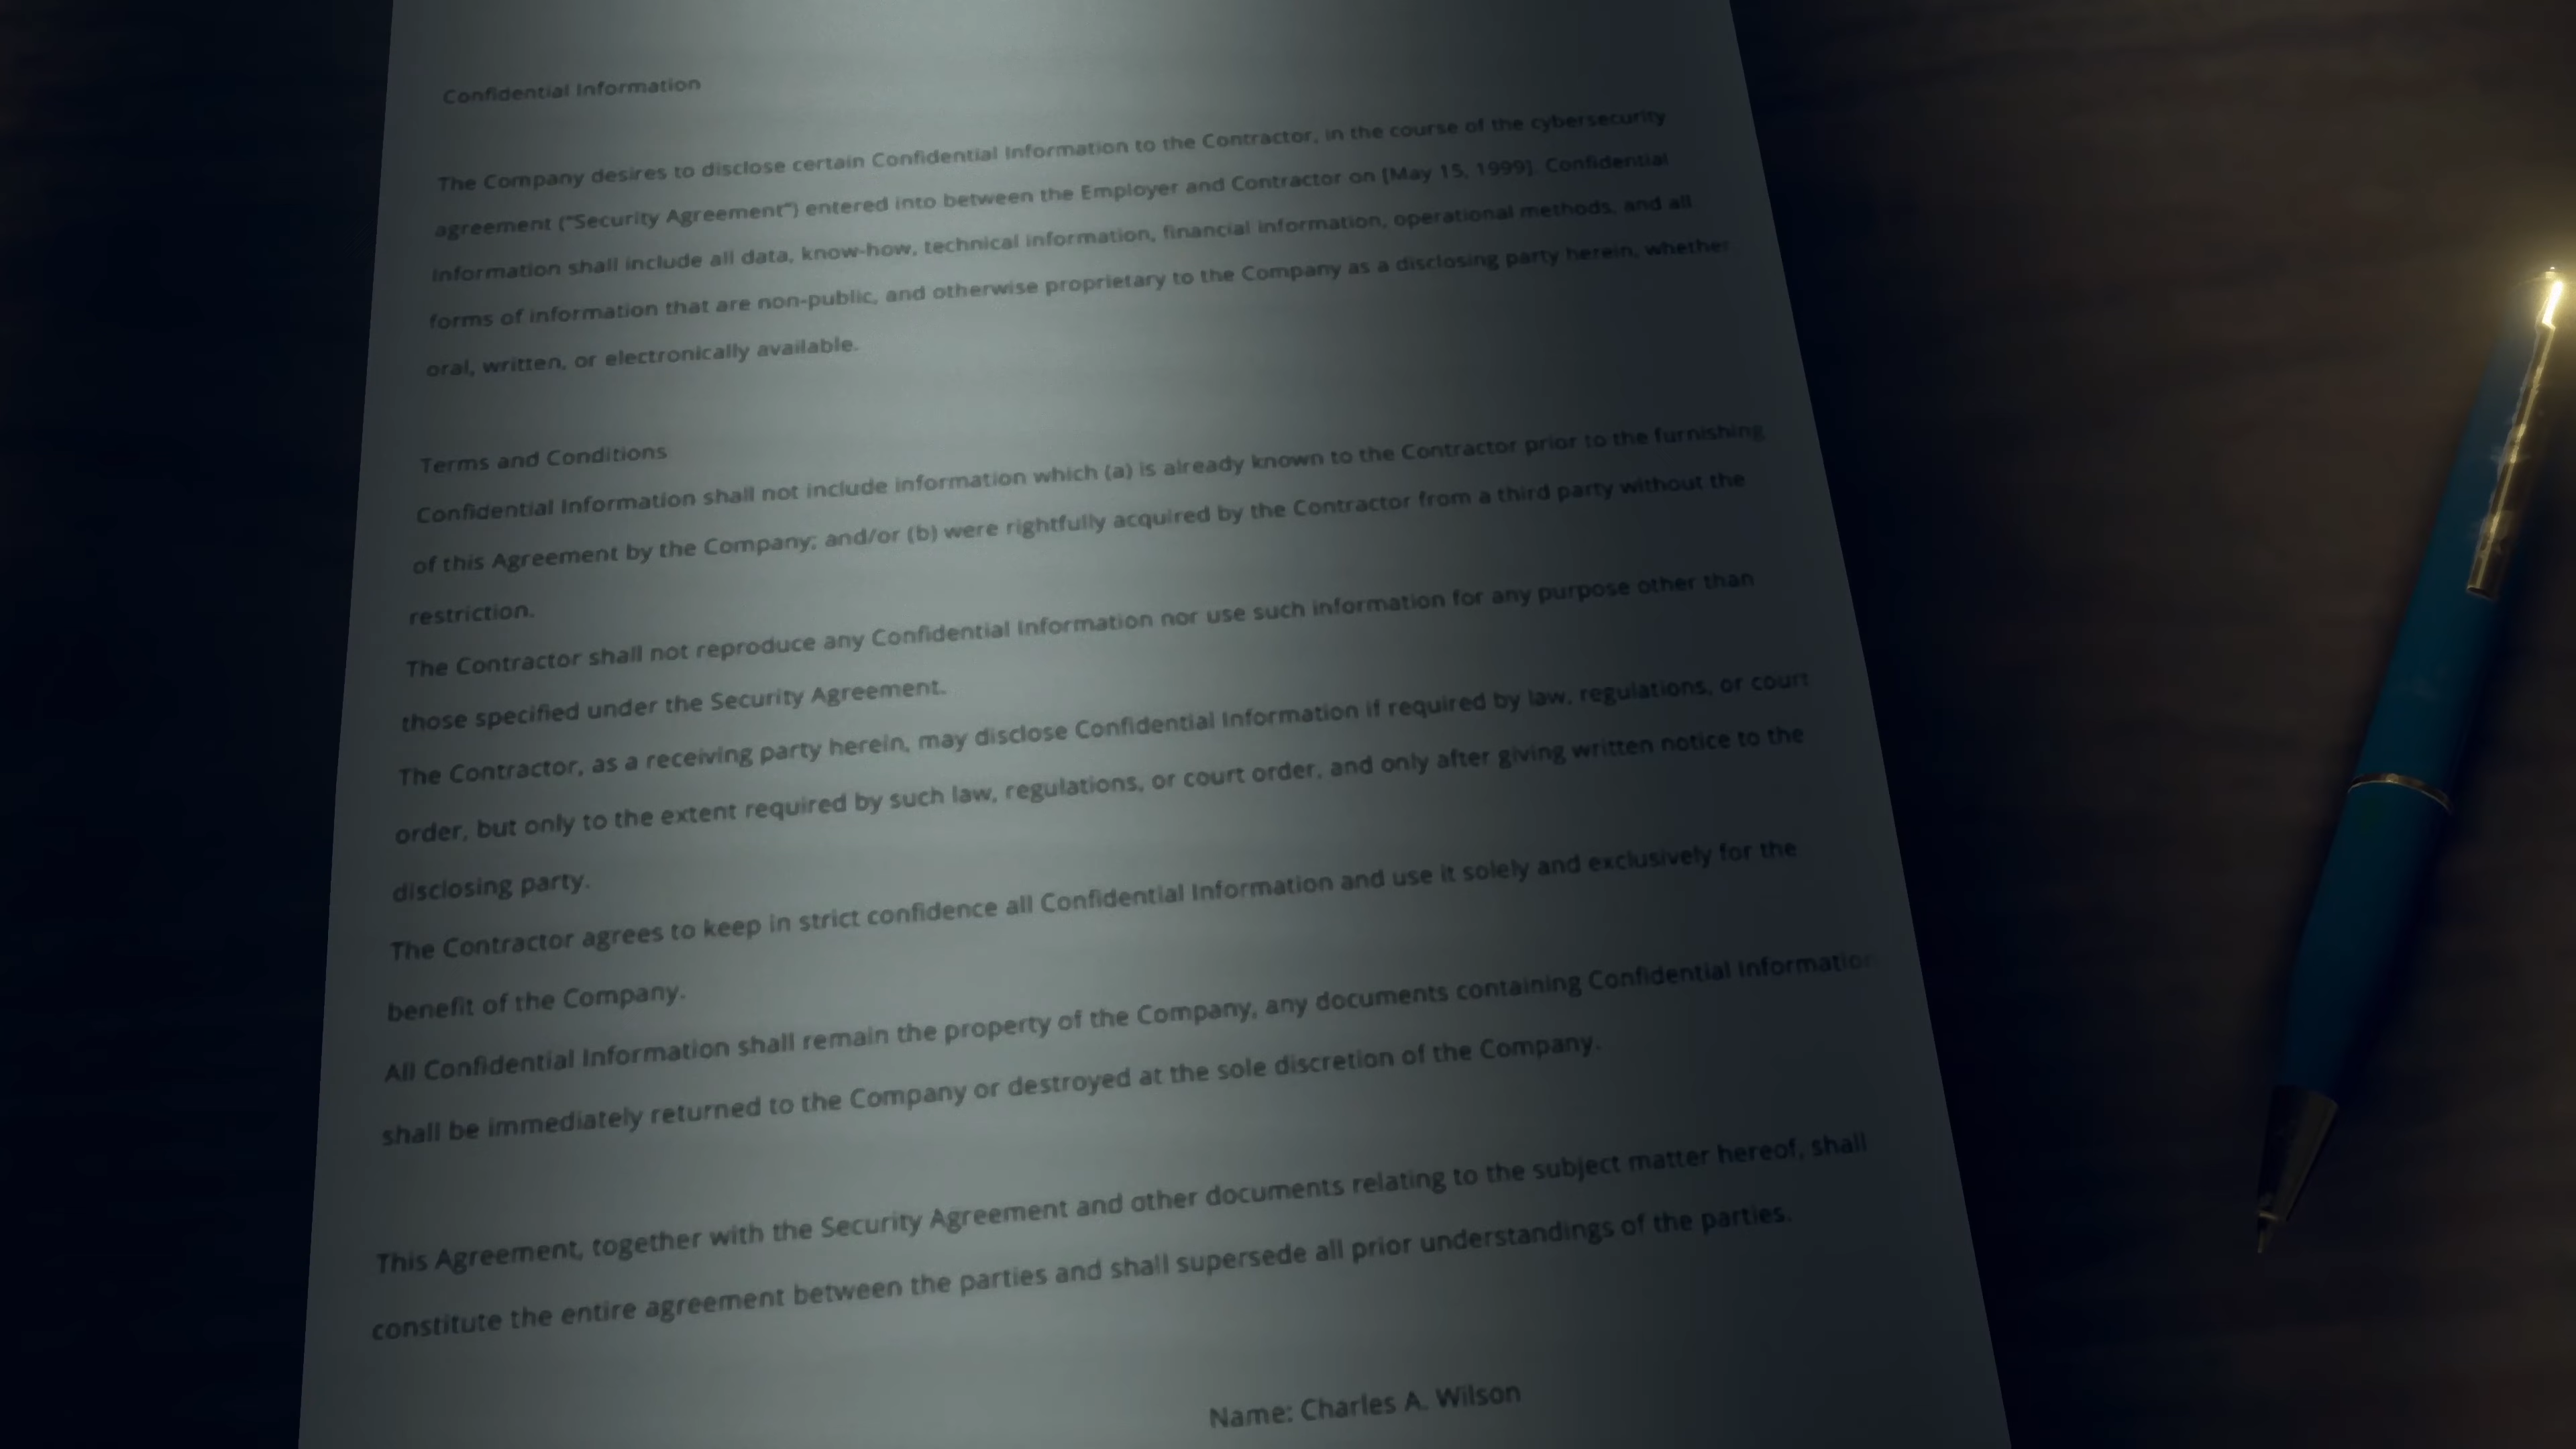 Confidential Information
The Company desires to disclose certain Confidential Information to the Contractor, in the course of the cybersecurity
agreement ("Security Agreement") entered into between the Employer and Contractor on [May 15, 1999]. Confidential
Information shall include all data, know-how, technical information, financial information, operational methods, and all
forms of information that are non-public, and otherwise proprietary to the Company as a disclosing party herein, whether
oral, written, or electronically available.
Terms and Conditions
Confidential Information shall not include information which (a) is already known to the Contractor prior to the furnishing
of this Agreement by the Company; and/or (b) were rightfully acquired by the Contractor from a third party without the
restriction.
The Contractor shall not reproduce any Confidential Information nor use such information for any purpose other than
those specified under the Security Agreement.
The Contractor, as a receiving party herein, may disclose Confidential Information if required by law, regulations, or court
order, but only to the extent required by such law, regulations, or court order, and only after giving written notice to the
disclosing party.
The Contractor agrees to keep in strict confidence all Confidential Information and use it solely and exclusively for the
benefit of the Company.
All Confidential Information shall remain the property of the Company, any documents containing Confidential Information
shall be immediately returned to the Company or destroyed at the sole discretion of the Company.
This Agreement, together with the Security Agreement and other documents relating to the subject matter hereof, shall
constitute the entire agreement between the parties and shall supersede all prior understandings of the parties.
Name: Charles A. Wilson